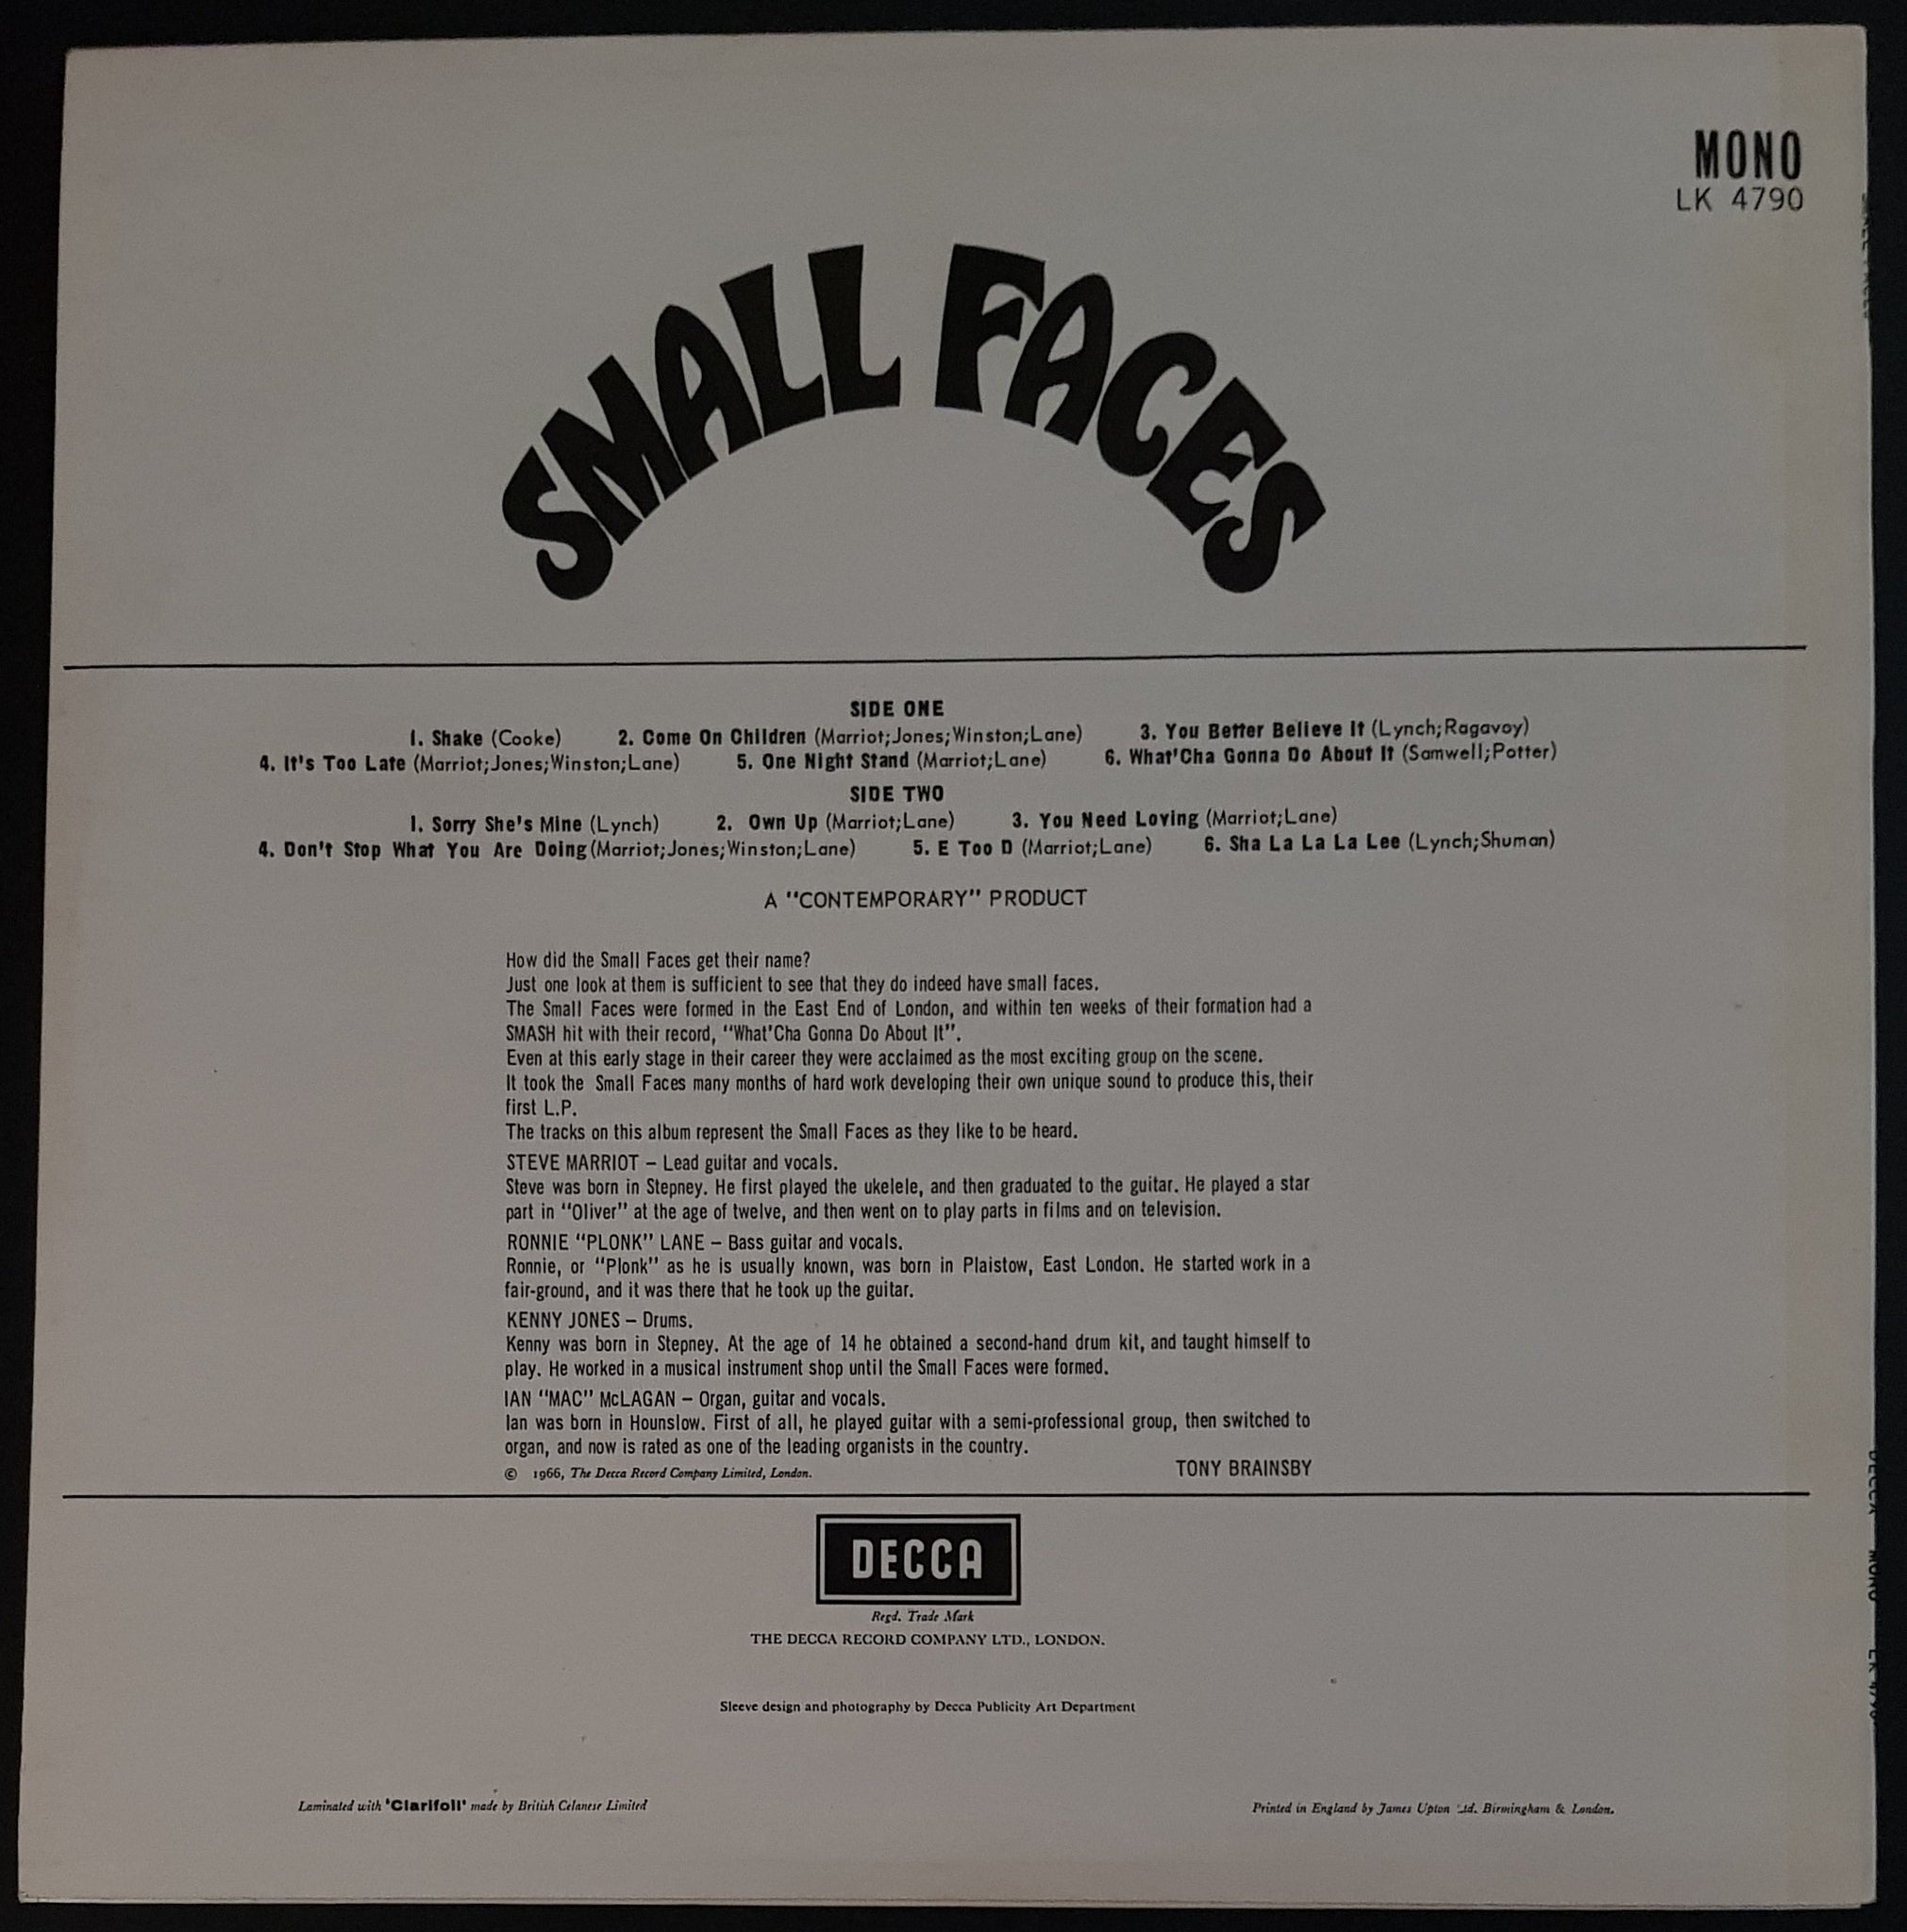 MONO
LK 4790
SMALL FACES
SIDE ONE
1. Shake (Cooke) 2. Come On Children (Marriot;Jones;Winston;Lane) 3. You Better Believe It (Lynch;Ragavoy)
4. It's Too Late (Marriot;Jones;Winston;Lane) 5. One Night Stand (Marriot;Lane) 6. What'Cha Gonna Do About It (Samwell;Potter)
SIDE TWO
1. Sorry She's Mine (Lynch) 2. Own Up (Marriot;Lane) 3. You Need Loving (Marriot;Lane)
4. Don't Stop What You Are Doing (Marriot;Jones;Winston;Lane) 5. E Too D (Marriot;Lane) 6. Sha La La La Lee (Lynch;Shuman)
A "CONTEMPORARY" PRODUCT
How did the Small Faces get their name?
Just one look at them is sufficient to see that they do indeed have small faces.
The Small Faces were formed in the East End of London, and within ten weeks of their formation had a
SMASH hit with their record, "What'Cha Gonna Do About It".
Even at this early stage in their career they were acclaimed as the most exciting group on the scene.
It took the Small Faces many months of hard work developing their own unique sound to produce this, their
first L.P.
The tracks on this album represent the Small Faces as they like to be heard.
STEVE MARRIOT – Lead guitar and vocals.
Steve was born in Stepney. He first played the ukelele, and then graduated to the guitar. He played a star
part in "Oliver" at the age of twelve, and then went on to play parts in films and on television.
RONNIE "PLONK" LANE – Bass guitar and vocals.
Ronnie, or "Plonk" as he is usually known, was born in Plaistow, East London. He started work in a
fair-ground, and it was there that he took up the guitar.
KENNY JONES – Drums.
Kenny was born in Stepney. At the age of 14 he obtained a second-hand drum kit, and taught himself to
play. He worked in a musical instrument shop until the Small Faces were formed.
IAN "MAC" McLAGAN – Organ, guitar and vocals.
Ian was born in Hounslow. First of all, he played guitar with a semi-professional group, then switched to
organ, and now is rated as one of the leading organists in the country.
© 1966, The Decca Record Company Limited, London. TONY BRAINSBY
DECCA
Regd. Trade Mark
THE DECCA RECORD COMPANY LTD., LONDON.
Sleeve design and photography by Decca Publicity Art Department
Laminated with 'Clarifoil' made by British Celanese Limited
Printed in England by James Upton Ltd. Birmingham & London.
DECCA MONO